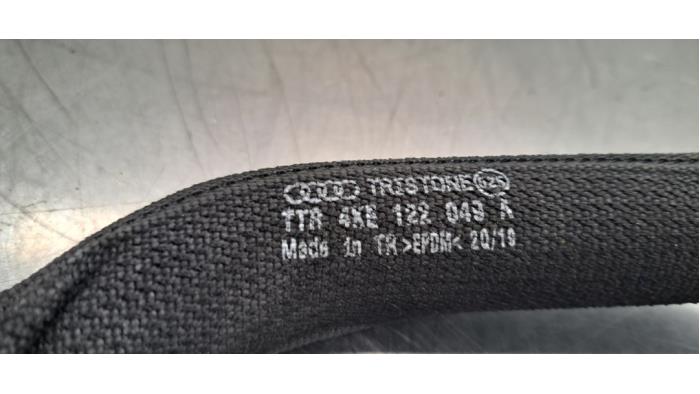 TRISTONE
TTR 4KE 122 049 A
Made in TR >EPDM< 20/19